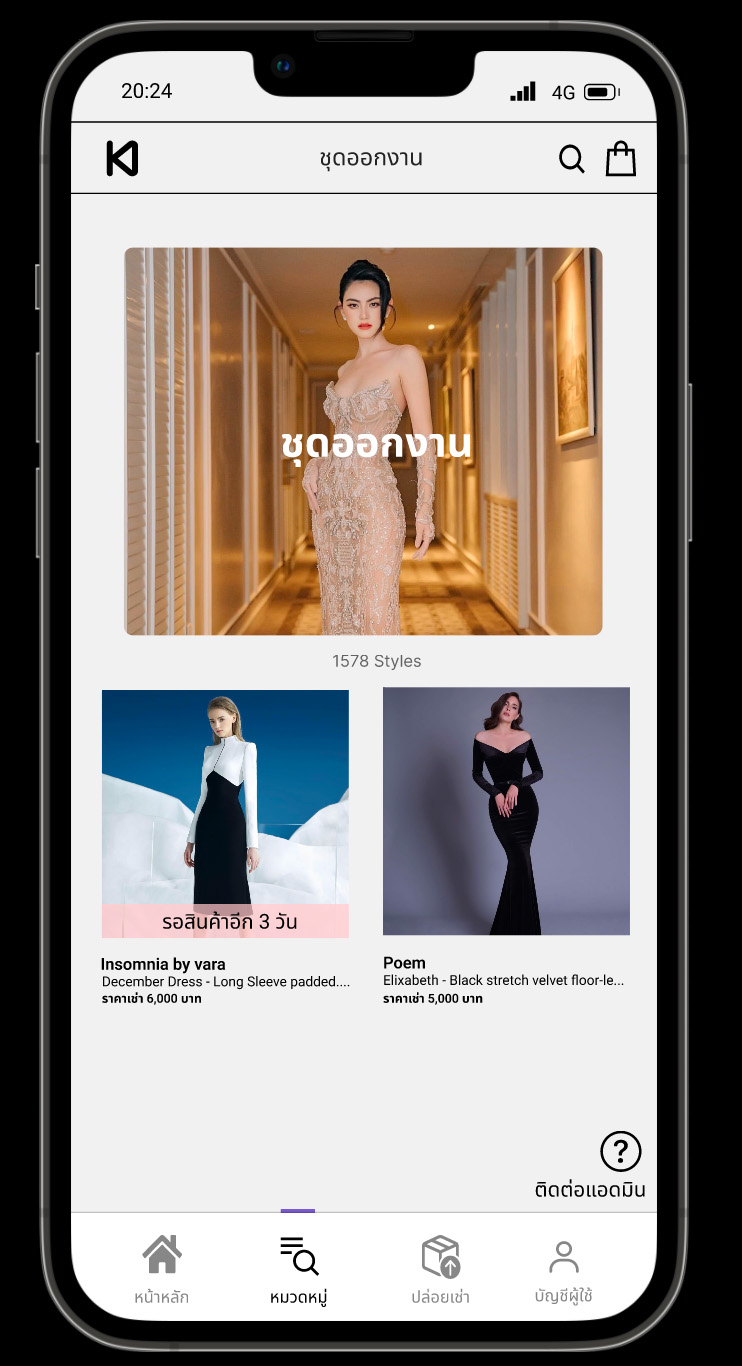 20:24
4G
ชุดออกงาน
ชุดออกงาน
1578 Styles
รอสินค้าอีก 3 วัน
Insomnia by vara
December Dress - Long Sleeve padded....
ราคาเช่า 6,000 บาท
Poem
Elixabeth - Black stretch velvet floor-le...
ราคาเช่า 5,000 บาท
?
ติดต่อแอดมิน
หน้าหลัก
หมวดหมู่
ปล่อยเช่า
บัญชีผู้ใช้